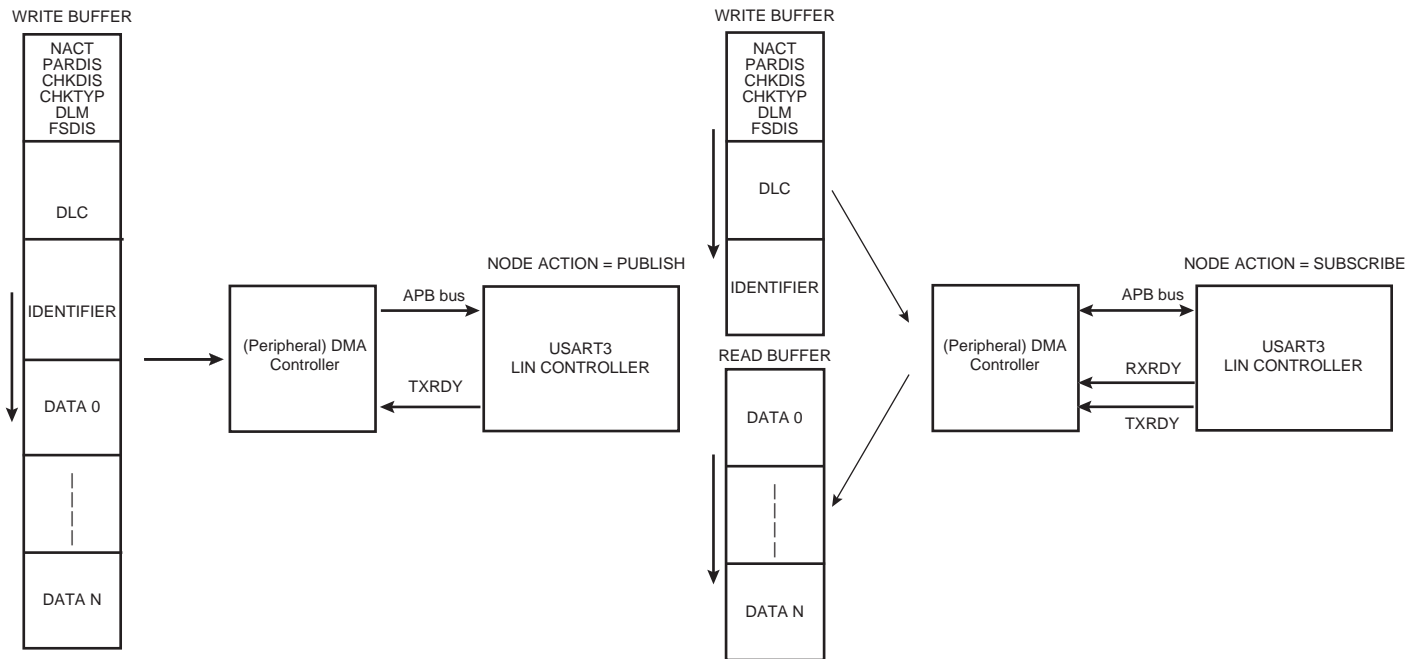 WRITE BUFFER
NACT
PARDIS
CHKDIS
CHKTYP
DLM
FSDIS
DLC
IDENTIFIER
DATA 0
DATA N
(Peripheral) DMA
Controller
APB bus
TXRDY
NODE ACTION = PUBLISH
USART3
LIN CONTROLLER
WRITE BUFFER
NACT
PARDIS
CHKDIS
CHKTYP
DLM
FSDIS
DLC
IDENTIFIER
READ BUFFER
DATA 0
DATA N
(Peripheral) DMA
Controller
APB bus
RXRDY
TXRDY
NODE ACTION = SUBSCRIBE
USART3
LIN CONTROLLER